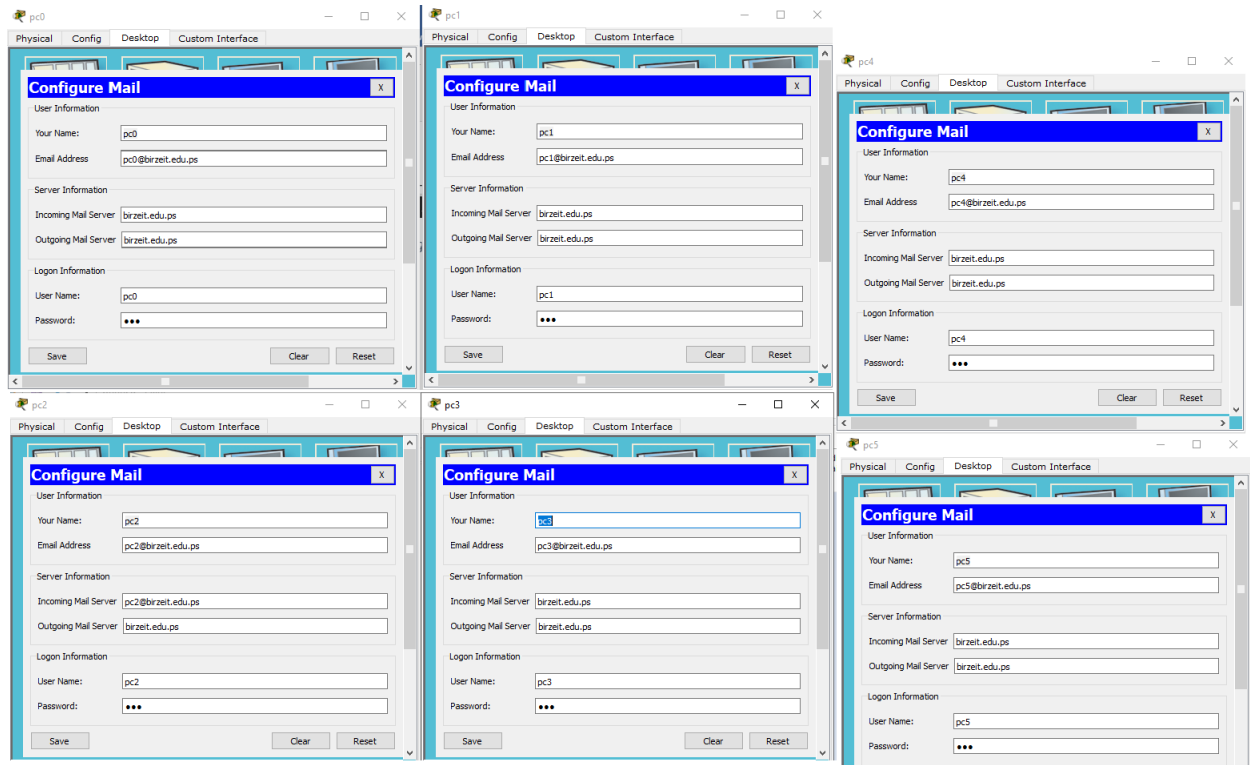 pc0
Physical Config Desktop Custom Interface
Configure Mail X
User Information
Your Name: pc0
Email Address pc0@birzeit.edu.ps
Server Information
Incoming Mail Server birzeit.edu.ps
Outgoing Mail Server birzeit.edu.ps
Logon Information
User Name: pc0
Password: •••
Save Clear Reset
pc1
Physical Config Desktop Custom Interface
Configure Mail X
User Information
Your Name: pc1
Email Address pc1@birzeit.edu.ps
Server Information
Incoming Mail Server birzeit.edu.ps
Outgoing Mail Server birzeit.edu.ps
Logon Information
User Name: pc1
Password: •••
Save Clear Reset
pc4
Physical Config Desktop Custom Interface
Configure Mail X
User Information
Your Name: pc4
Email Address pc4@birzeit.edu.ps
Server Information
Incoming Mail Server birzeit.edu.ps
Outgoing Mail Server birzeit.edu.ps
Logon Information
User Name: pc4
Password: •••
Save Clear Reset
pc2
Physical Config Desktop Custom Interface
Configure Mail X
User Information
Your Name: pc2
Email Address pc2@birzeit.edu.ps
Server Information
Incoming Mail Server pc2@birzeit.edu.ps
Outgoing Mail Server birzeit.edu.ps
Logon Information
User Name: pc2
Password: •••
Save Clear Reset
pc3
Physical Config Desktop Custom Interface
Configure Mail X
User Information
Your Name: pc3
Email Address pc3@birzeit.edu.ps
Server Information
Incoming Mail Server birzeit.edu.ps
Outgoing Mail Server birzeit.edu.ps
Logon Information
User Name: pc3
Password: •••
Save Clear Reset
pc5
Physical Config Desktop Custom Interface
Configure Mail X
User Information
Your Name: pc5
Email Address pc5@birzeit.edu.ps
Server Information
Incoming Mail Server birzeit.edu.ps
Outgoing Mail Server birzeit.edu.ps
Logon Information
User Name: pc5
Password: •••